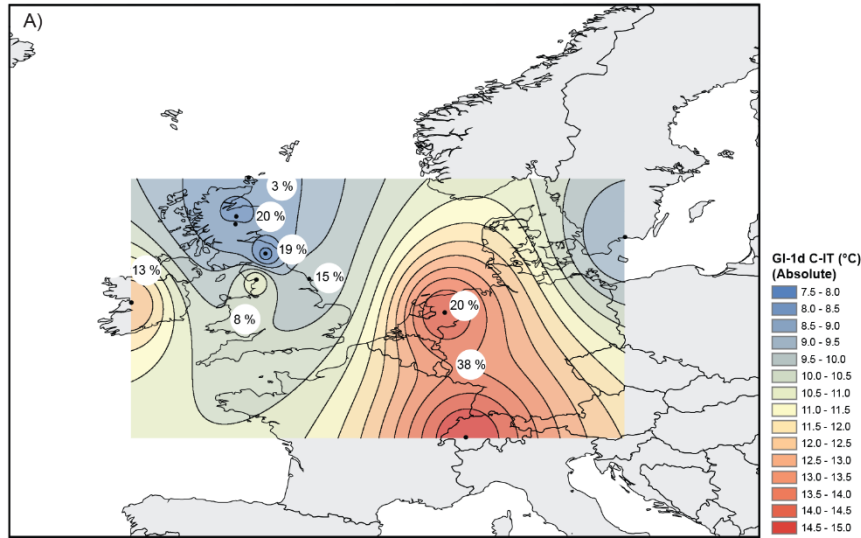 A)
3 %
20 %
19 %
13 %
15 %
8 %
20 %
38 %
GI-1d C-IT (°C)
(Absolute)
7.5 - 8.0
8.0 - 8.5
8.5 - 9.0
9.0 - 9.5
9.5 - 10.0
10.0 - 10.5
10.5 - 11.0
11.0 - 11.5
11.5 - 12.0
12.0 - 12.5
12.5 - 13.0
13.0 - 13.5
13.5 - 14.0
14.0 - 14.5
14.5 - 15.0